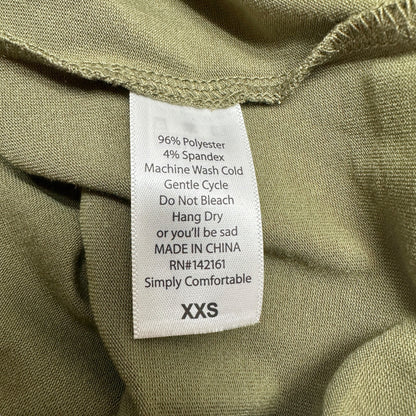 96% Polyester
4% Spandex
Machine Wash Cold
Gentle Cycle
Do Not Bleach
Hang Dry
or you'll be sad
MADE IN CHINA
RN#142161
Simply Comfortable
XXS